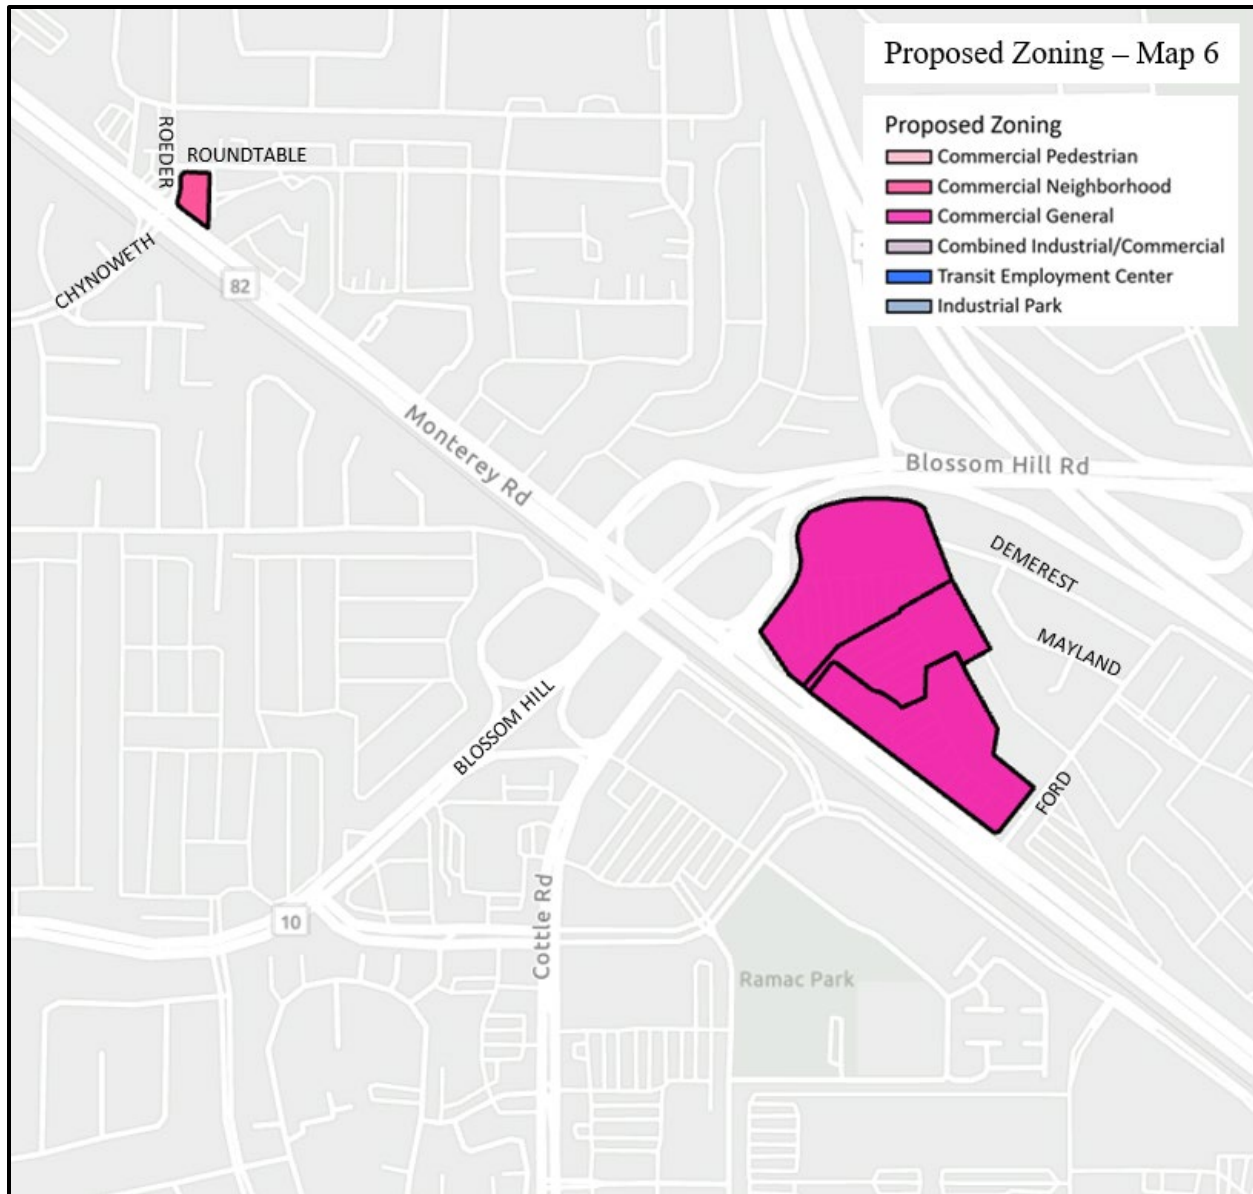 Proposed Zoning – Map 6
Proposed Zoning
Commercial Pedestrian
Commercial Neighborhood
Commercial General
Combined Industrial/Commercial
Transit Employment Center
Industrial Park
ROEDER
ROUNDTABLE
CHYNOWETH
82
Monterey Rd
Blossom Hill Rd
DEMEREST
MAYLAND
BLOSSOM HILL
FORD
10
Cottle Rd
Ramac Park